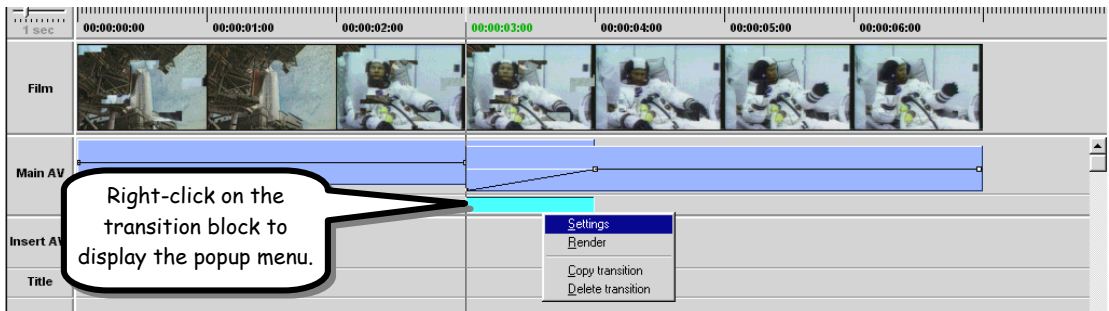 1 sec
00:00:00:00 00:00:01:00 00:00:02:00 00:00:03:00 00:00:04:00 00:00:05:00 00:00:06:00
Film
Main AV
Right-click on the
transition block to
display the popup menu.
Insert AV
Title
Settings
Render
Copy transition
Delete transition